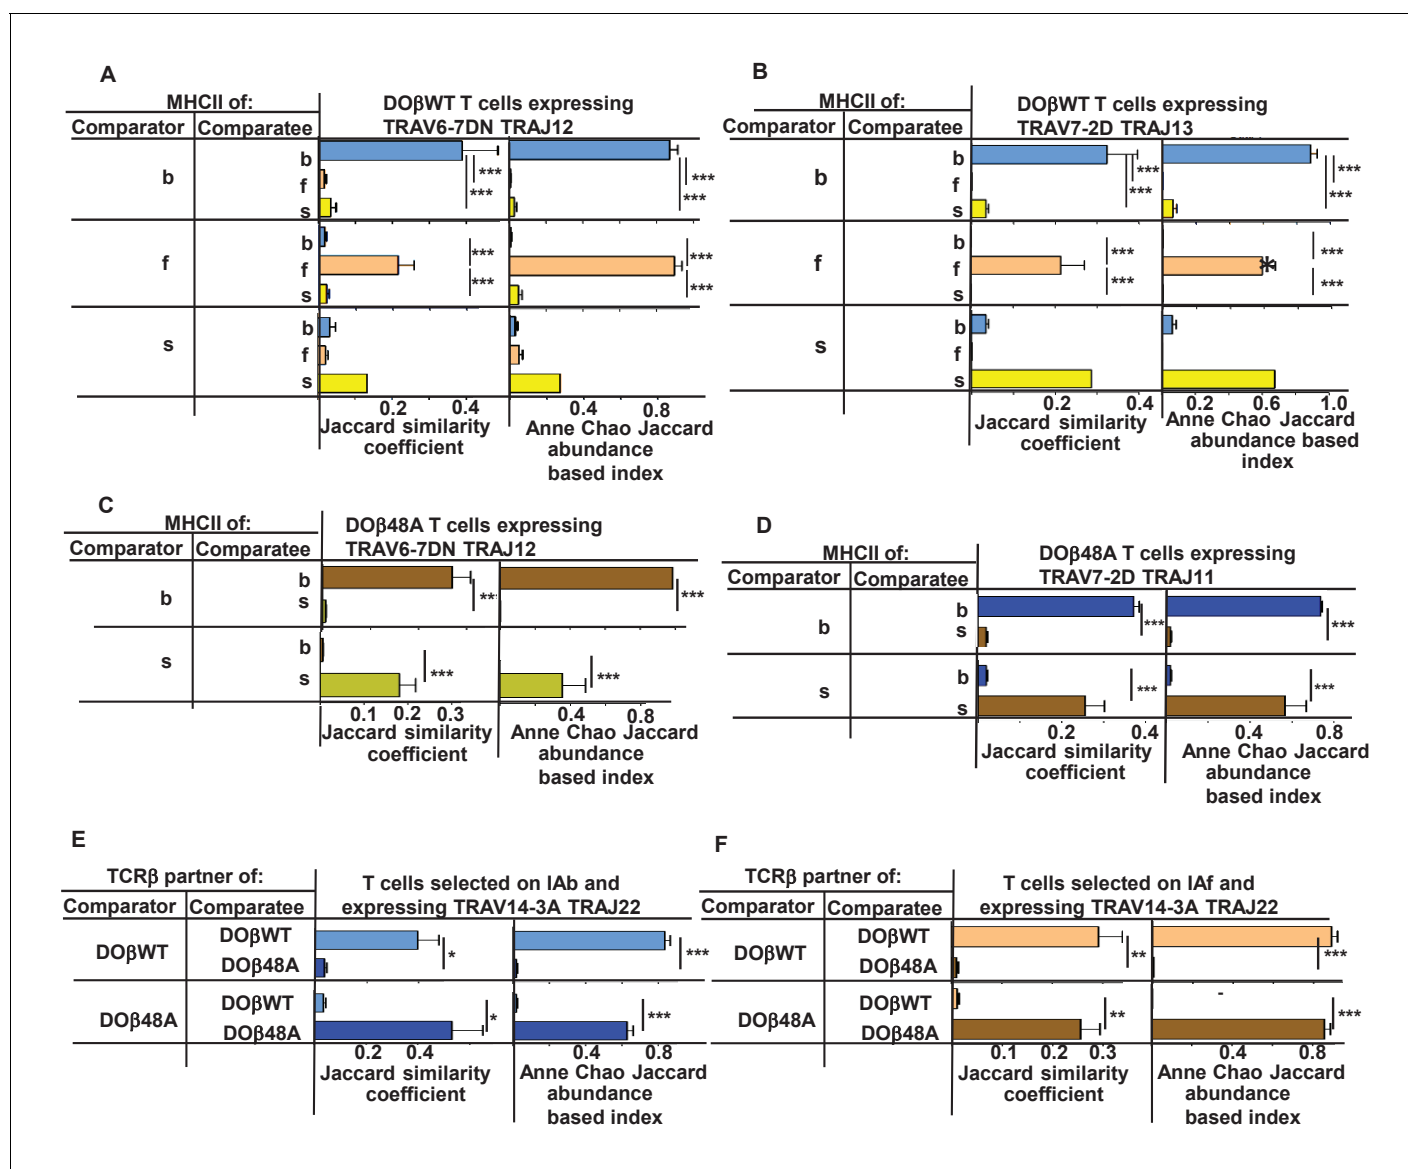 A
MHCII of:
DOβWT T cells expressing
Comparator Comparatee TRAV6-7DN TRAJ12
b
b
***
***
***
***
f
s
f
b
***
***
f
***
***
s
s
b
f
s
0.2 0.4 0.4 0.8
Jaccard similarity Anne Chao Jaccard
coefficient abundance
based index
B
MHCII of:
DOβWT T cells expressing
Comparator Comparatee TRAV7-2D TRAJ13
b
b
***
***
***
***
f
s
f
b
***
***
f
***
***
s
s
b
f
s
0.2 0.4 0.2 0.6 1.0
Jaccard similarity Anne Chao Jaccard
coefficient abundance based
index
C
MHCII of:
DOβ48A T cells expressing
Comparator Comparatee TRAV6-7DN TRAJ12
b
b
s
***
s
b
s
***
***
0.1 0.2 0.3 0.4 0.8
Jaccard similarity Anne Chao Jaccard
coefficient abundance
based index
D
MHCII of:
DOβ48A T cells expressing
Comparator Comparatee TRAV7-2D TRAJ11
b
b
s
***
***
s
b
s
***
***
0.2 0.4 0.4 0.8
Jaccard similarity Anne Chao Jaccard
coefficient abundance
based index
E
TCRβ partner of:
T cells selected on IAb and
Comparator Comparatee expressing TRAV14-3A TRAJ22
DOβWT DOβWT
DOβ48A
*
***
DOβ48A DOβWT
DOβ48A
*
***
0.2 0.4 0.4 0.8
Jaccard similarity Anne Chao Jaccard
coefficient abundance
based index
F
TCRβ partner of:
T cells selected on IAf and
Comparator Comparatee expressing TRAV14-3A TRAJ22
DOβWT DOβWT
DOβ48A
**
***
DOβ48A DOβWT
DOβ48A
**
***
0.1 0.2 0.3 0.4 0.8
Jaccard similarity Anne Chao Jaccard
coefficient abundance
based index